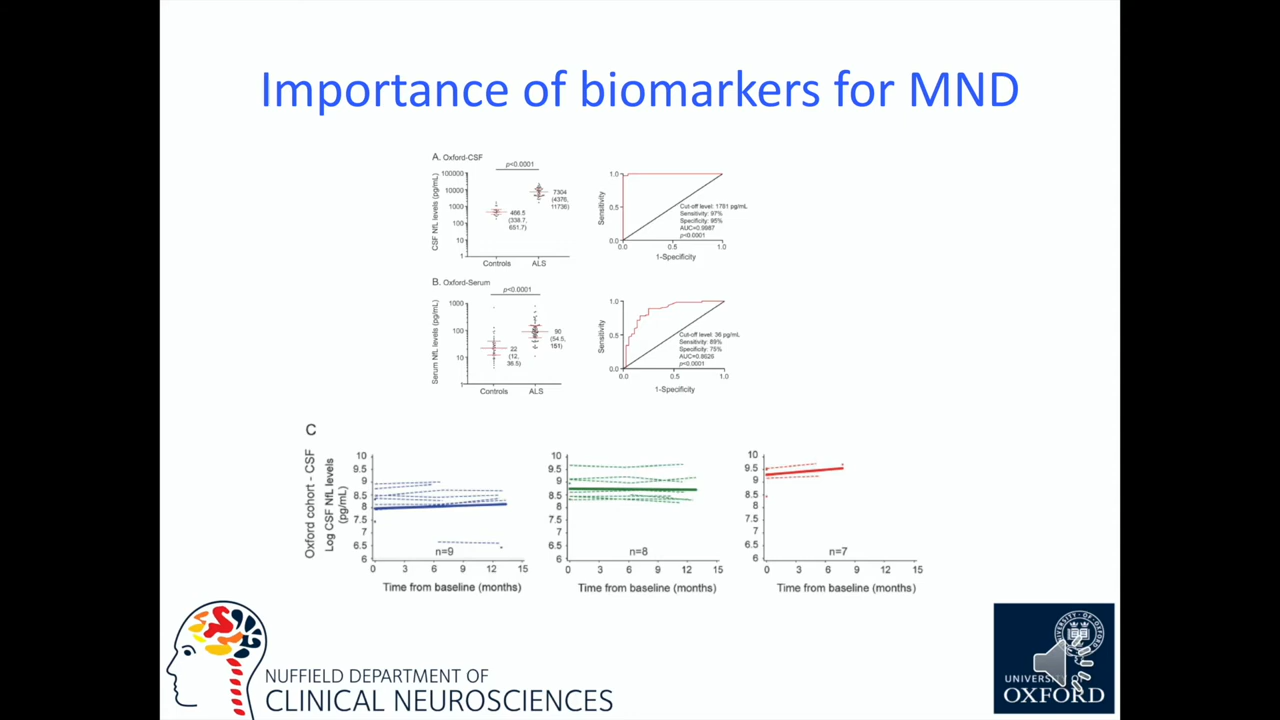 Importance of biomarkers for MND
A. Oxford-CSF
p<0.0001
CSF NfL levels (pg/mL)
100000
10000
1000
100
10
1
466.5
(338.7,
651.7)
7304
(4376,
11736)
Controls
ALS
Sensitivity
1.0
0.5
0.0
Cut-off level: 1781 pg/mL
Sensitivity: 97%
Specificity: 95%
AUC=0.9987
p<0.0001
0.0
0.5
1.0
1-Specificity
B. Oxford-Serum
p<0.0001
Serum NfL levels (pg/mL)
1000
100
10
1
22
(12,
36.5)
90
(54.5,
151)
Controls
ALS
Sensitivity
1.0
0.5
0.0
Cut-off level: 36 pg/mL
Sensitivity: 89%
Specificity: 75%
AUC=0.8626
p<0.0001
0.0
0.5
1.0
1-Specificity
C
Oxford cohort - CSF
Log CSF NfL levels
(pg/mL)
10
9.5
9
8.5
8
7.5
7
6.5
6
n=9
0 3 6 9 12 15
Time from baseline (months)
10
9.5
9
8.5
8
7.5
7
6.5
6
n=8
0 3 6 9 12 15
Time from baseline (months)
10
9.5
9
8.5
8
7.5
7
6.5
6
n=7
0 3 6 9 12 15
Time from baseline (months)
NUFFIELD DEPARTMENT OF
CLINICAL NEUROSCIENCES
UNIVERSITY OF
OXFORD